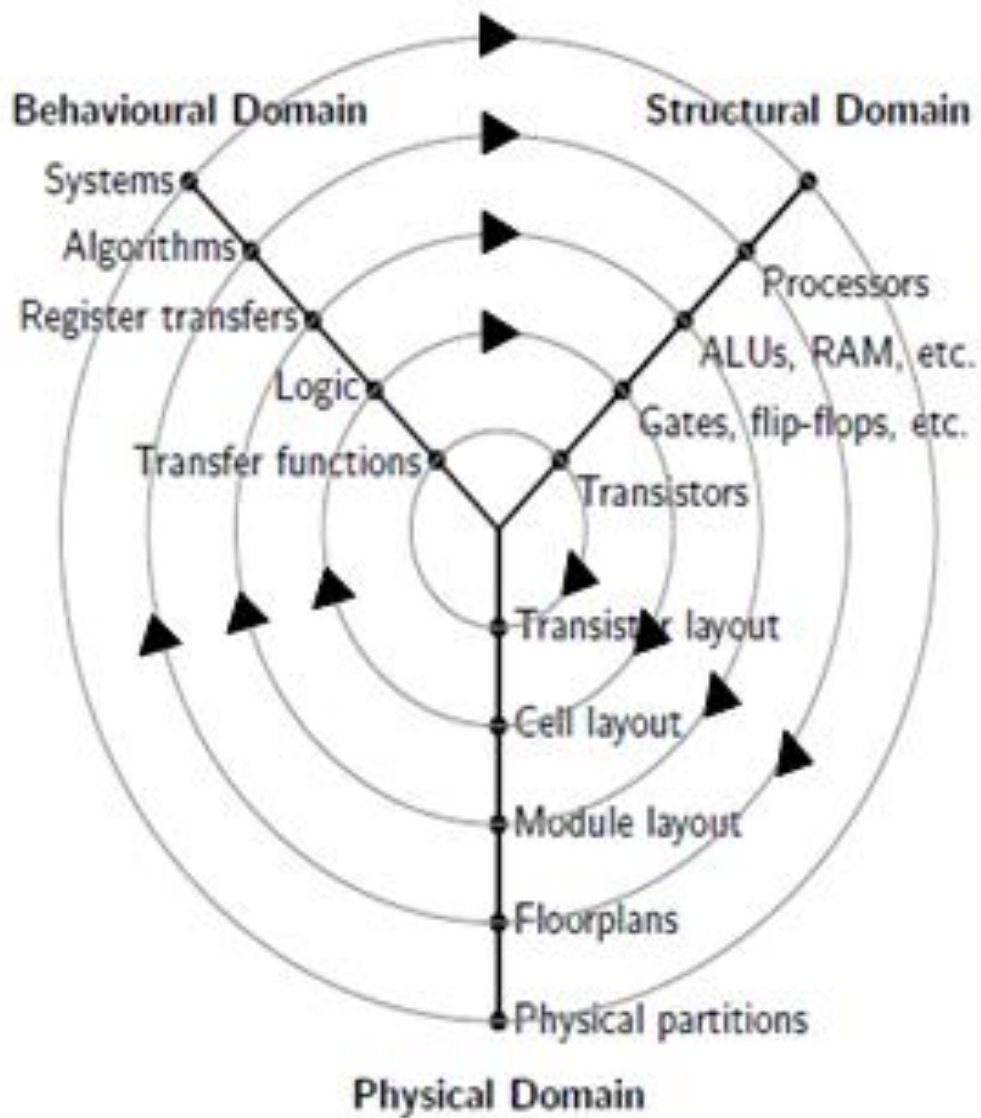 Behavioural Domain
Structural Domain
Systems
Algorithms
Register transfers
Logic
Transfer functions
Processors
ALUs, RAM, etc.
Gates, flip-flops, etc.
Transistors
Transistor layout
Cell layout
Module layout
Floorplans
Physical partitions
Physical Domain